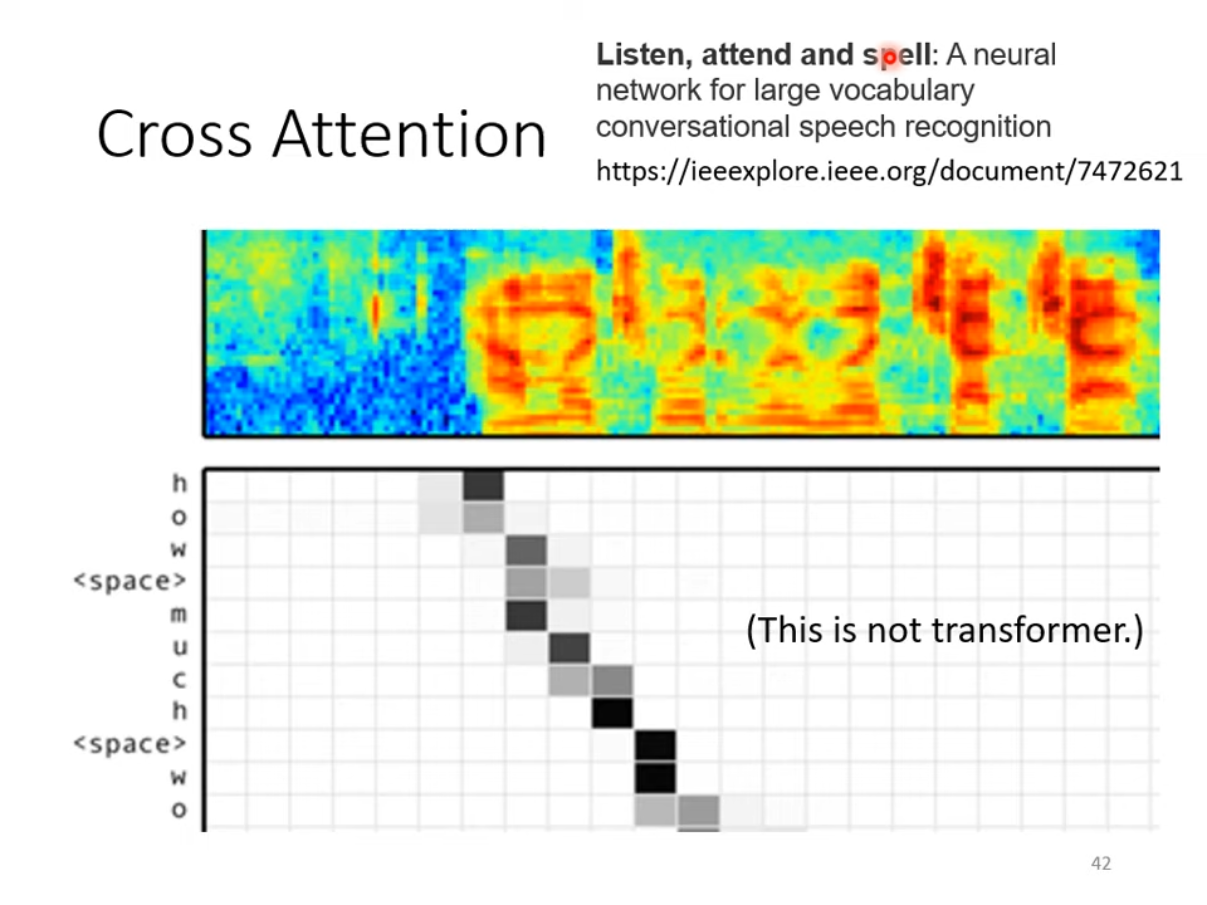 Cross Attention
Listen, attend and spell: A neural
network for large vocabulary
conversational speech recognition
https://ieeexplore.ieee.org/document/7472621
h
o
w
<space>
m
u
c
h
<space>
w
o
(This is not transformer.)
42